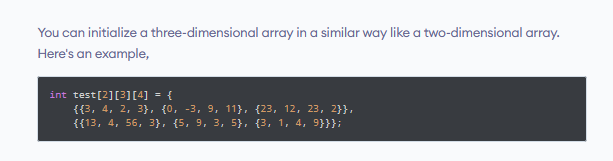 You can initialize a three-dimensional array in a similar way like a two-dimensional array.
Here's an example,
int test[2][3][4] = {
    {{3, 4, 2, 3}, {0, -3, 9, 11}, {23, 12, 23, 2}},
    {{13, 4, 56, 3}, {5, 9, 3, 5}, {3, 1, 4, 9}}};